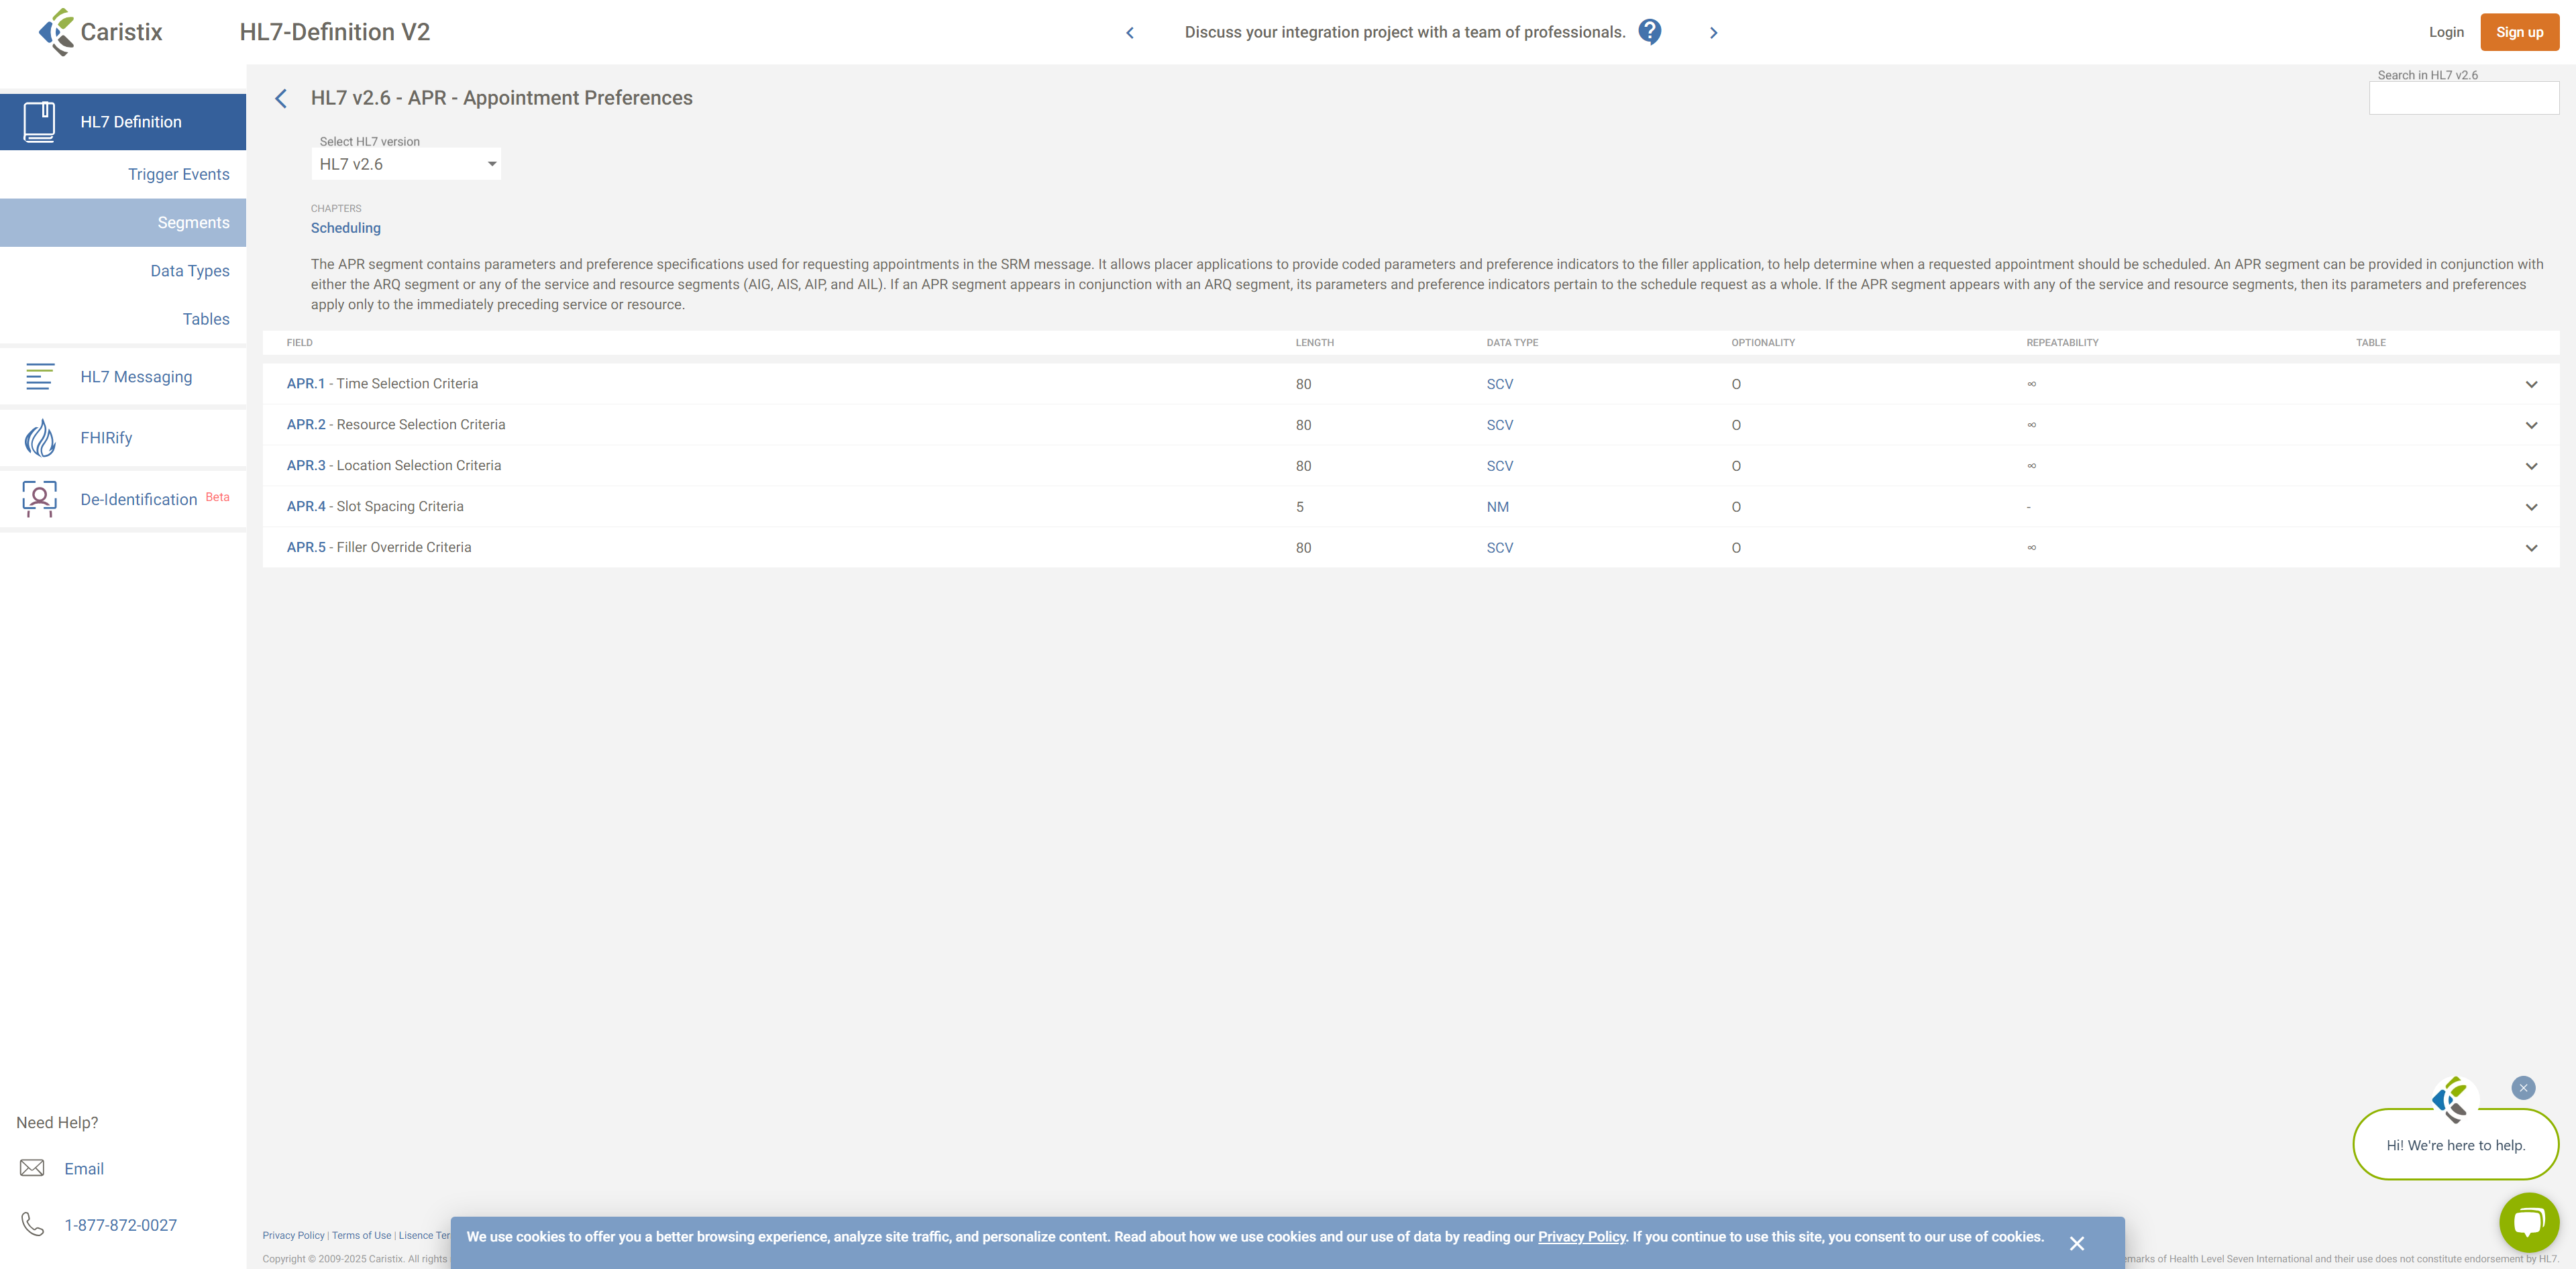 Caristix
HL7-Definition V2
Discuss your integration project with a team of professionals.
Login
Sign up
HL7 Definition
Trigger Events
Segments
Data Types
Tables
HL7 Messaging
FHIRify
De-Identification Beta
Need Help?
Email
1-877-872-0027
HL7 v2.6 - APR - Appointment Preferences
Search in HL7 v2.6
Select HL7 version
HL7 v2.6
CHAPTERS
Scheduling
The APR segment contains parameters and preference specifications used for requesting appointments in the SRM message. It allows placer applications to provide coded parameters and preference indicators to the filler application, to help determine when a requested appointment should be scheduled. An APR segment can be provided in conjunction with
either the ARQ segment or any of the service and resource segments (AIG, AIS, AIP, and AIL). If an APR segment appears in conjunction with an ARQ segment, its parameters and preference indicators pertain to the schedule request as a whole. If the APR segment appears with any of the service and resource segments, then its parameters and preferences
apply only to the immediately preceding service or resource.
FIELD LENGTH DATA TYPE OPTIONALITY REPEATABILITY TABLE
APR.1 - Time Selection Criteria 80 SCV O ∞
APR.2 - Resource Selection Criteria 80 SCV O ∞
APR.3 - Location Selection Criteria 80 SCV O ∞
APR.4 - Slot Spacing Criteria 5 NM O -
APR.5 - Filler Override Criteria 80 SCV O ∞
Hi! We're here to help.
Privacy Policy | Terms of Use | Lisence Ter
We use cookies to offer you a better browsing experience, analyze site traffic, and personalize content. Read about how we use cookies and our use of data by reading our Privacy Policy. If you continue to use this site, you consent to our use of cookies.
Copyright © 2009-2025 Caristix. All rights
emarks of Health Level Seven International and their use does not constitute endorsement by HL7.